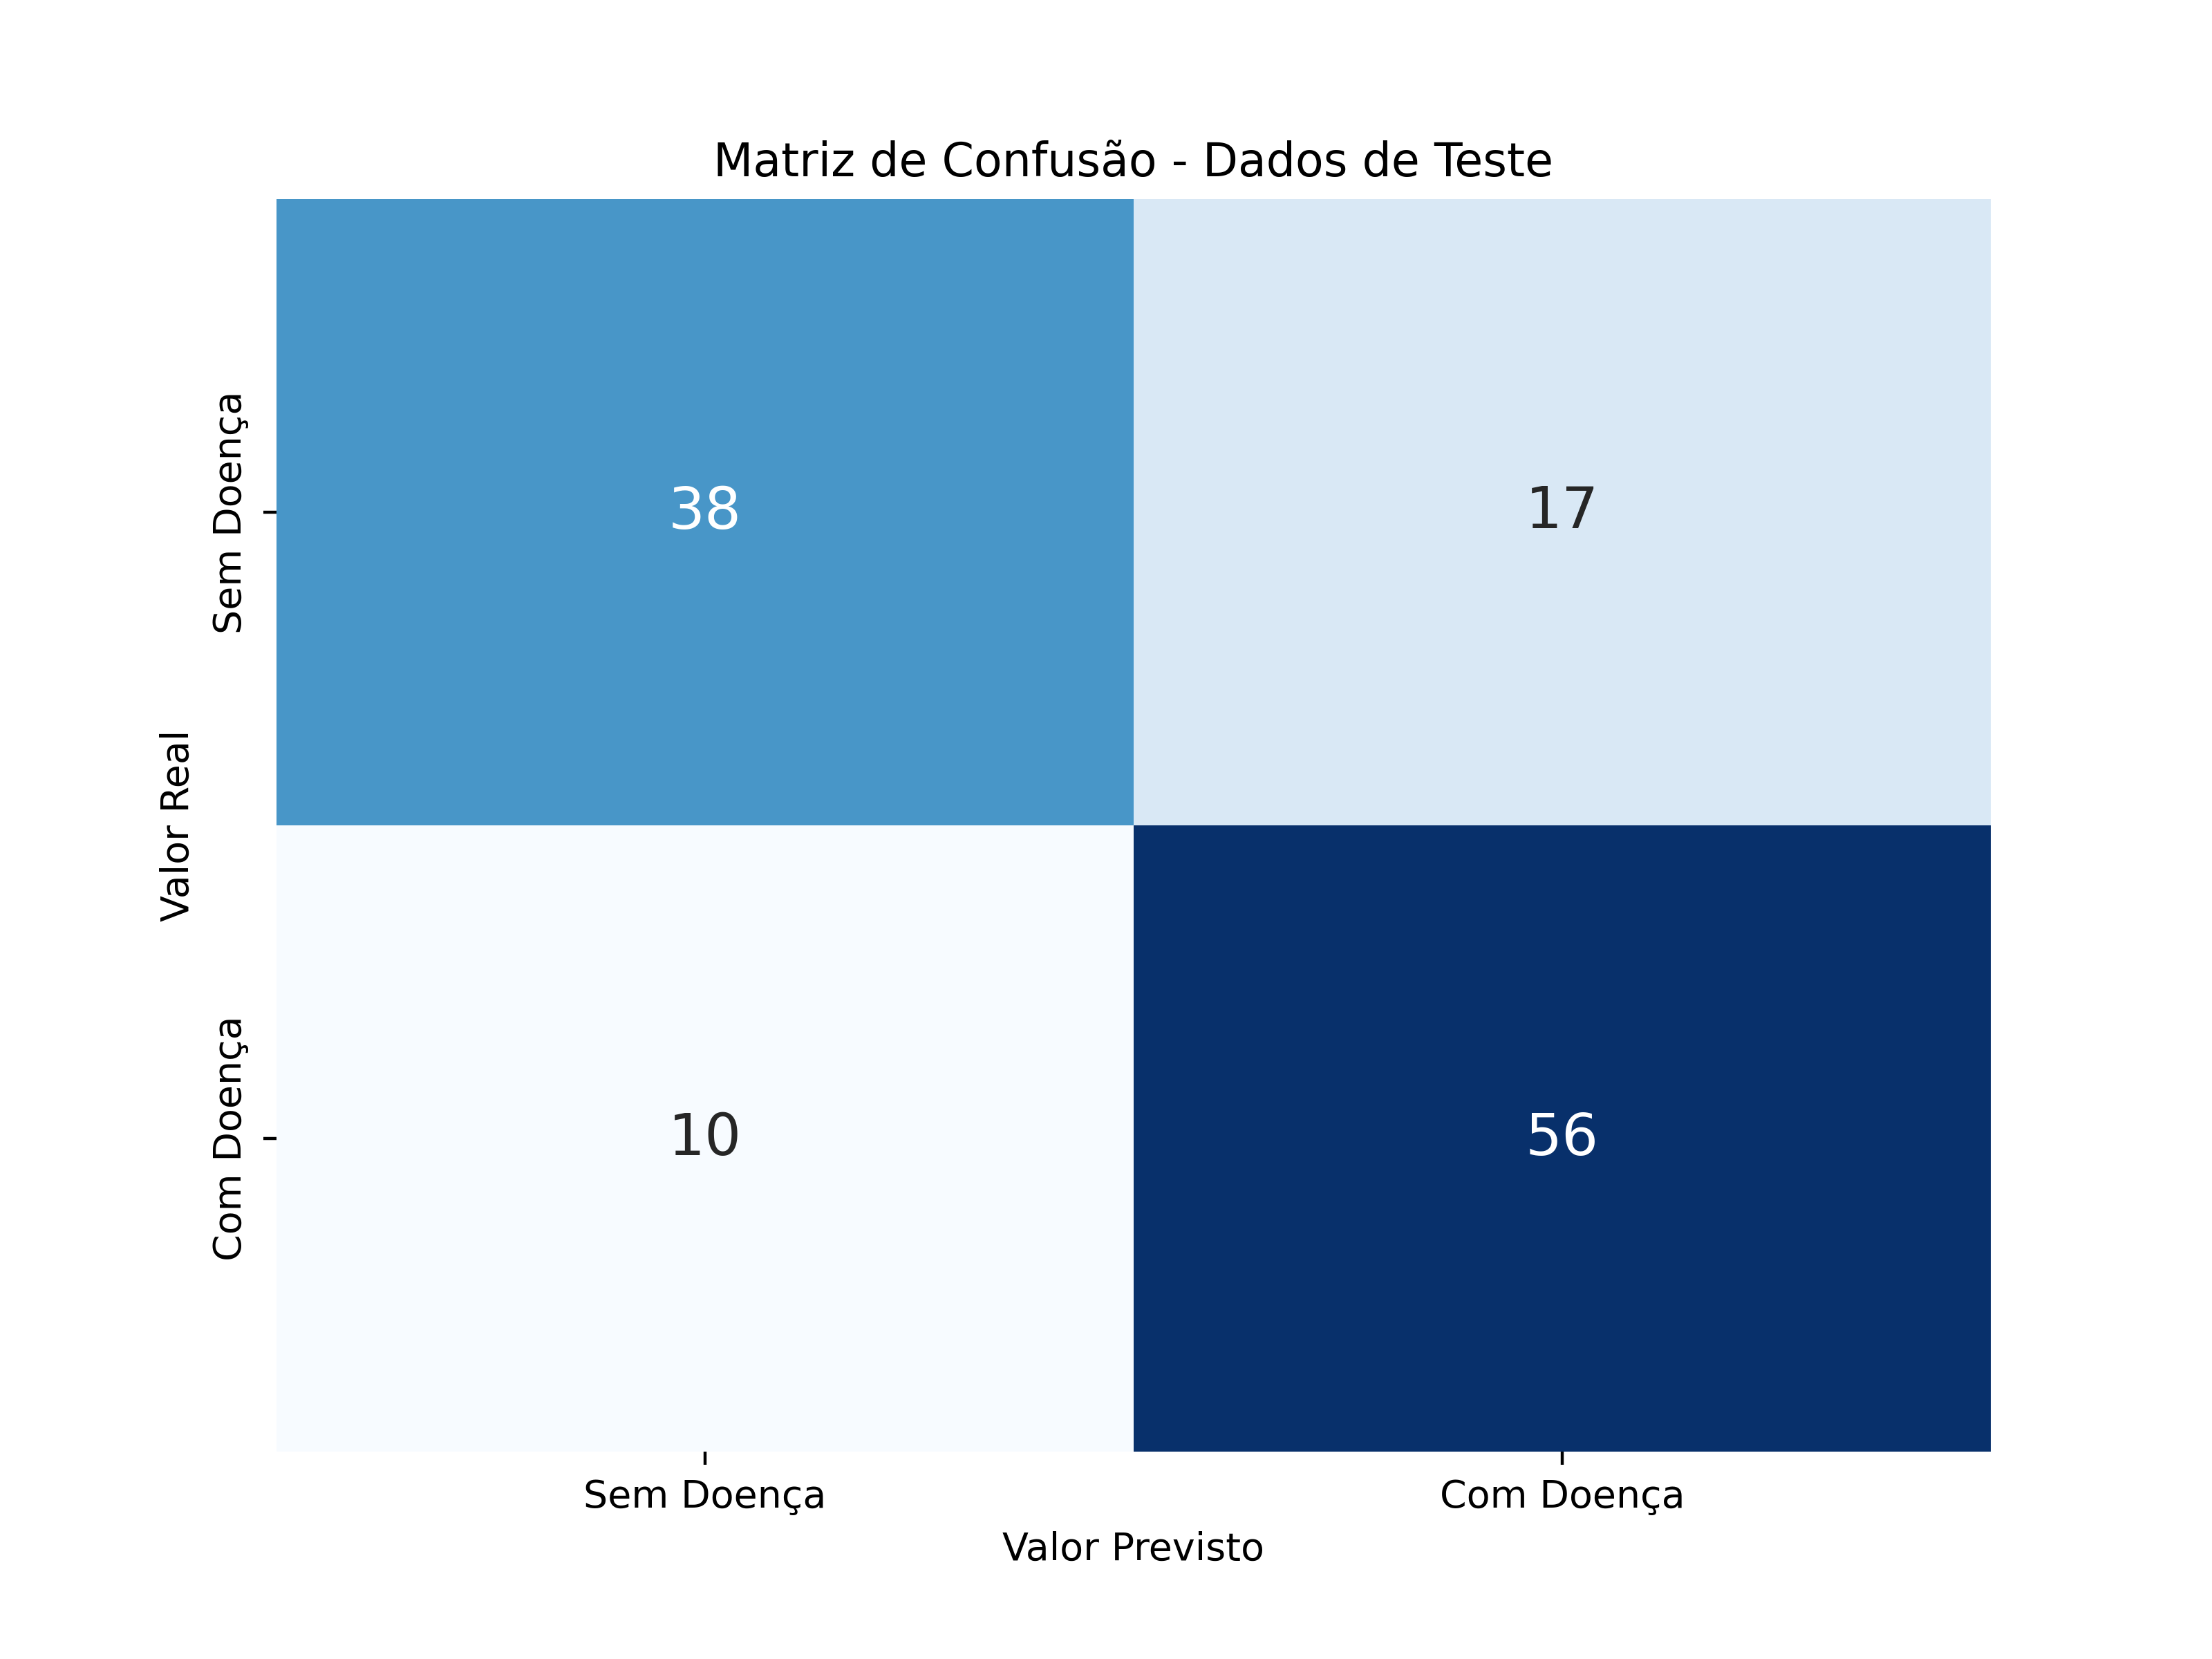 Matriz de Confusão - Dados de Teste
Valor Real
Sem Doença
38
17
Com Doença
10
56
Sem Doença
Com Doença
Valor Previsto